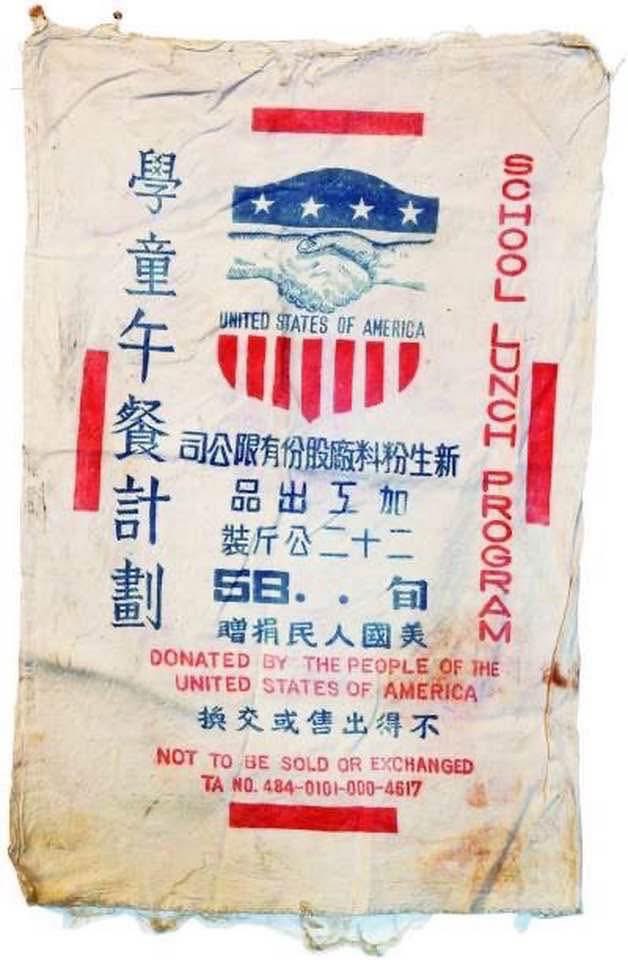 學童午餐計劃
SCHOOL LUNCH PROGRAM
UNITED STATES OF AMERICA
新生粉料廠股份有限公司
加工出品
二十二公斤裝
58. . 旬
美國人民捐贈
DONATED BY THE PEOPLE OF THE
UNITED STATES OF AMERICA
不得出售或交換
NOT TO BE SOLD OR EXCHANGED
TA NO. 484-0101-000-4617